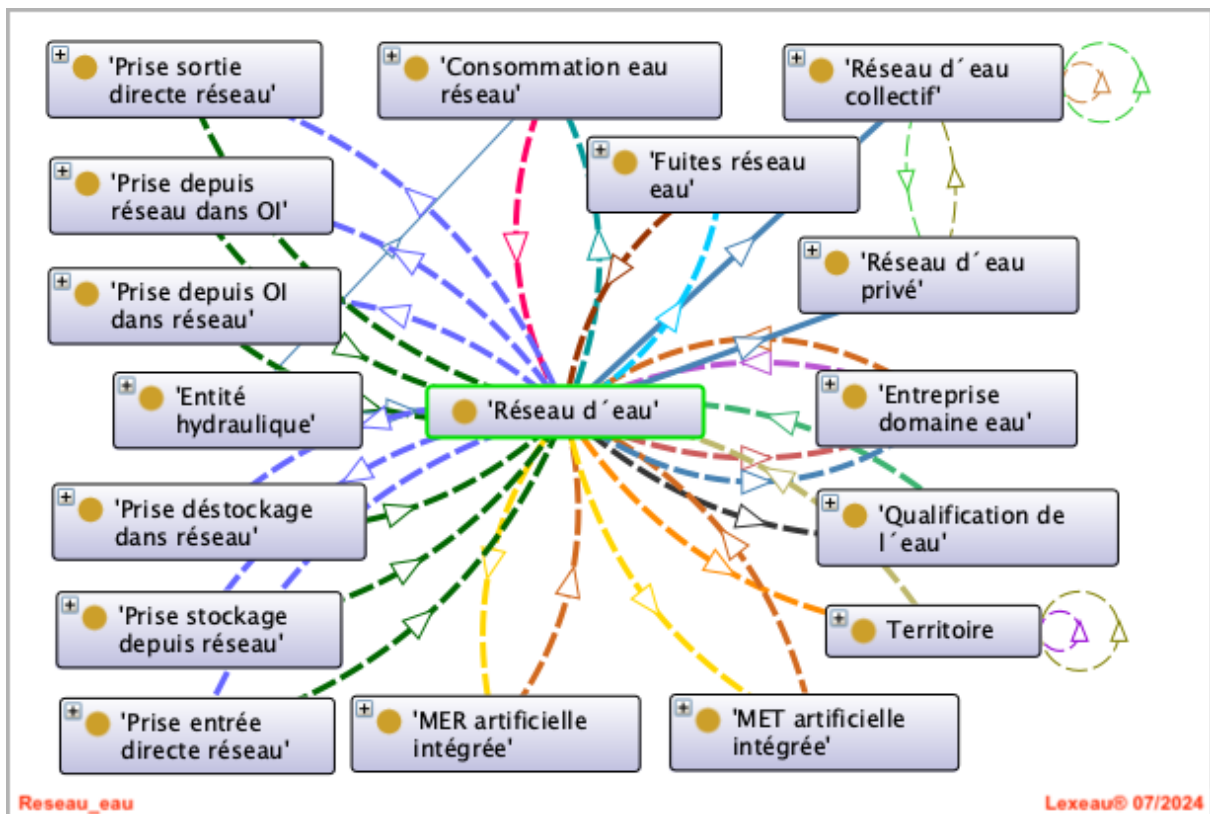 'Prise sortie
directe réseau'
'Consommation eau
réseau'
'Réseau d´eau
collectif'
'Fuites réseau
eau'
'Prise depuis
réseau dans OI'
'Réseau d´eau
privé'
'Prise depuis OI
dans réseau'
'Entité
hydraulique'
'Réseau d´eau'
'Entreprise
domaine eau'
'Prise déstockage
dans réseau'
'Qualification de
l´eau'
'Prise stockage
depuis réseau'
Territoire
'Prise entrée
directe réseau'
'MER artificielle
intégrée'
'MET artificielle
intégrée'
Reseau_eau
Lexeau® 07/2024